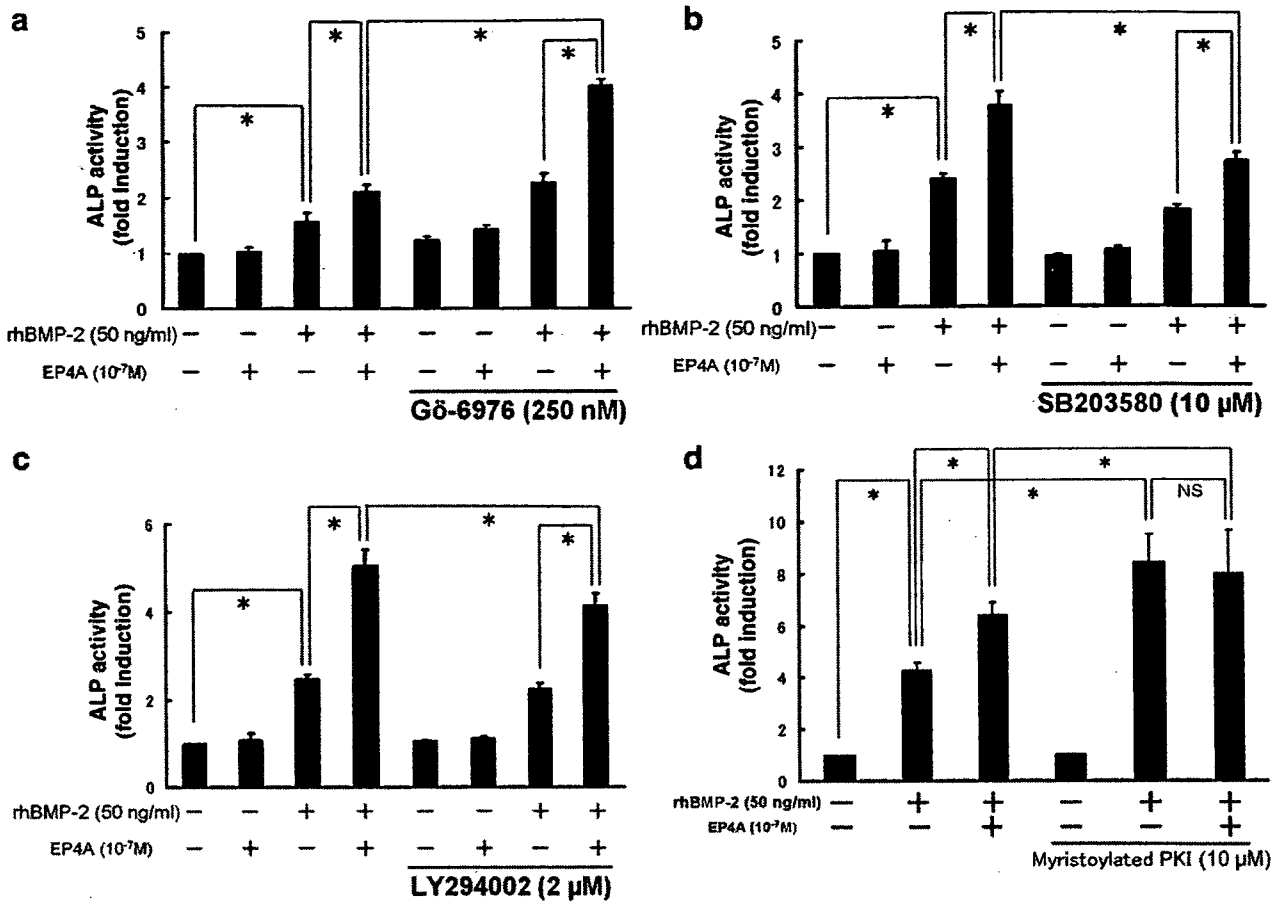 a
5
4
3
2
1
0
ALP activity
(fold induction)
* * * *
rhBMP-2 (50 ng/ml) − − + + − − + +
EP4A (10⁻⁷M) − + − + − + − +
Gö-6976 (250 nM)
b
5
4
3
2
1
0
ALP activity
(fold induction)
* * * *
rhBMP-2 (50 ng/ml) − − + + − − + +
EP4A (10⁻⁷M) − + − + − + − +
SB203580 (10 µM)
c
6
4
2
0
ALP activity
(fold induction)
* * * *
rhBMP-2 (50 ng/ml) − − + + − − + +
EP4A (10⁻⁷M) − + − + − + − +
LY294002 (2 µM)
d
12
10
8
6
4
2
0
ALP activity
(fold induction)
* *
* * NS
rhBMP-2 (50 ng/ml) − + + − + +
EP4A (10⁻⁷M) − − + − − +
Myristoylated PKI (10 µM)